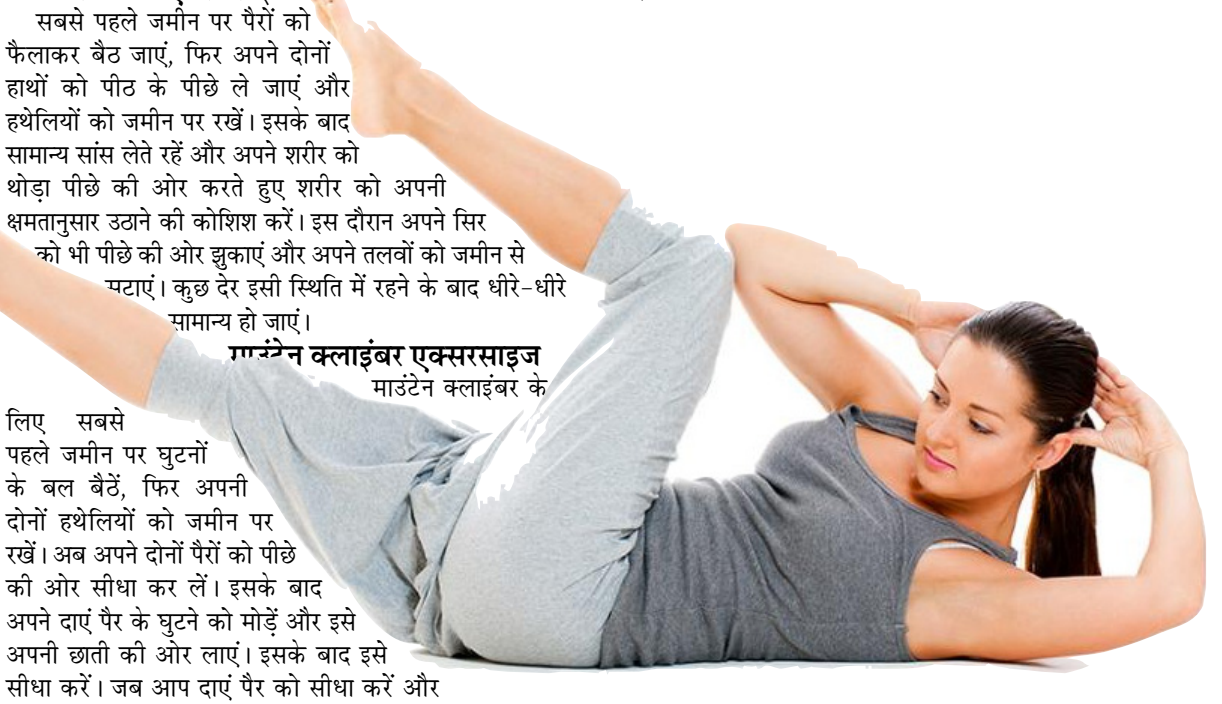 सबसे पहले जमीन पर पैरों को
फैलाकर बैठ जाएं, फिर अपने दोनों
हाथों को पीठ के पीछे ले जाएं और
हथेलियों को जमीन पर रखें। इसके बाद
सामान्य सांस लेते रहें और अपने शरीर को
थोड़ा पीछे की ओर करते हुए शरीर को अपनी
क्षमतानुसार उठाने की कोशिश करें। इस दौरान अपने सिर
को भी पीछे की ओर झुकाएं और अपने तलवों को जमीन से
सटाएं। कुछ देर इसी स्थिति में रहने के बाद धीरे-धीरे
सामान्य हो जाएं।
माउंटेन क्लाइंबर एक्सरसाइज
माउंटेन क्लाइंबर के
लिए सबसे
पहले जमीन पर घुटनों
के बल बैठें, फिर अपनी
दोनों हथेलियों को जमीन पर
रखें। अब अपने दोनों पैरों को पीछे
की ओर सीधा कर लें। इसके बाद
अपने दाएं पैर के घुटने को मोड़ें और इसे
अपनी छाती की ओर लाएं। इसके बाद इसे
सीधा करें। जब आप दाएं पैर को सीधा करें और